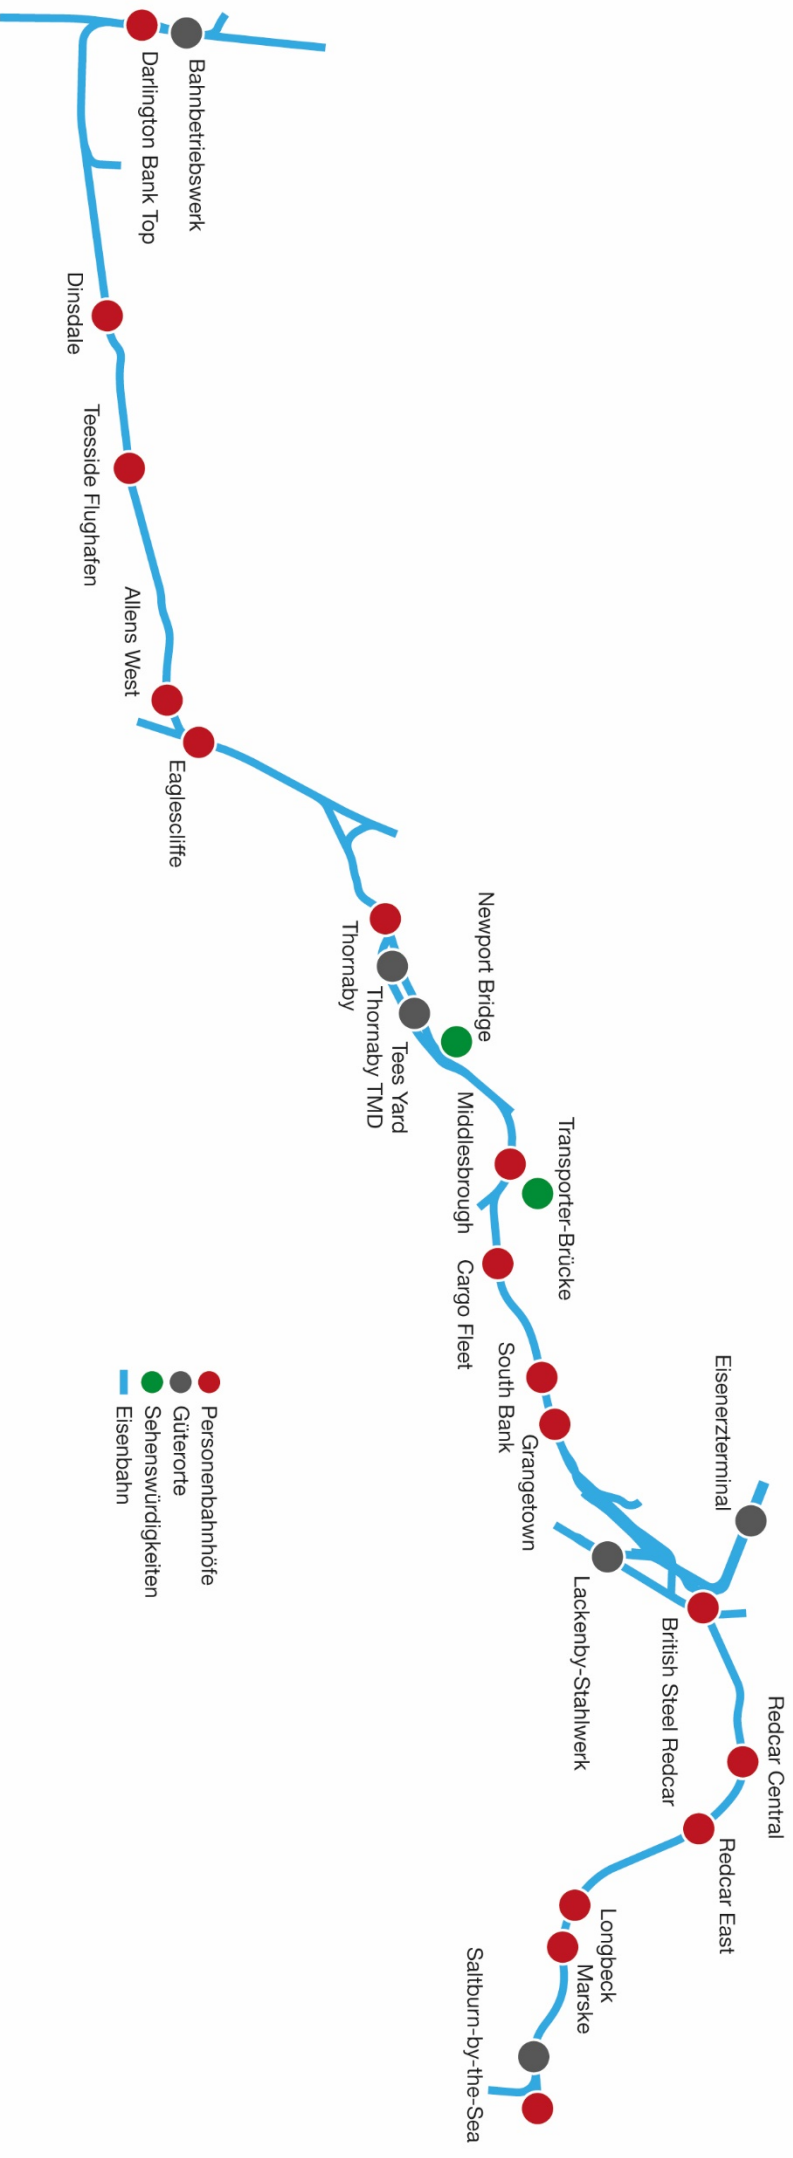 Bahnbetriebswerk
Darlington Bank Top
Dinsdale
Teesside Flughafen
Allens West
Eaglescliffe
Thornaby
Thornaby TMD
Tees Yard
Newport Bridge
Middlesbrough
Transporter-Brücke
Cargo Fleet
South Bank
Grangetown
Eisenerzterminal
Lackenby-Stahlwerk
British Steel Redcar
Redcar Central
Redcar East
Longbeck
Marske
Saltburn-by-the-Sea
Personenbahnhöfe
Güterorte
Sehenswürdigkeiten
Eisenbahn